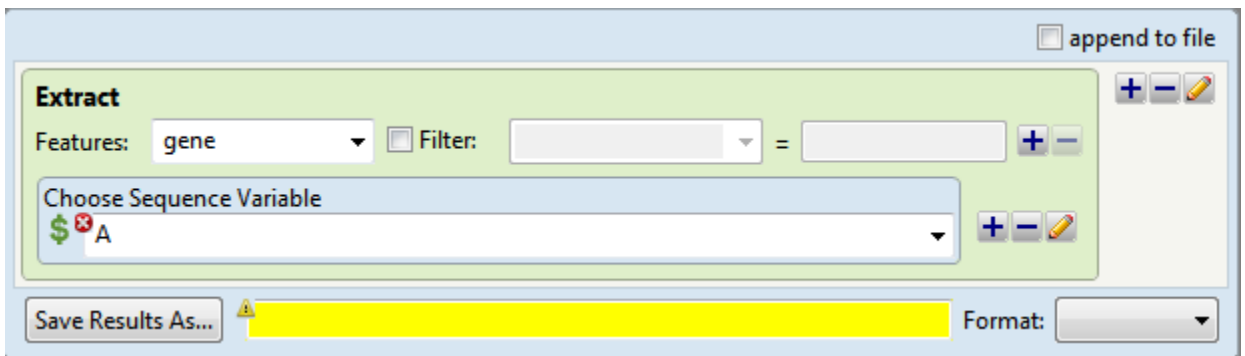 append to file
Extract
Features: gene Filter: =
Choose Sequence Variable
$ A
Save Results As... Format: